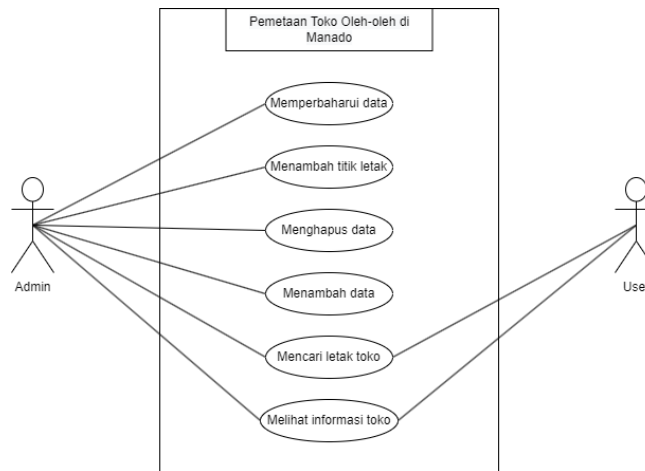 Pemetaan Toko Oleh-oleh di
Manado
Memperbaharui data
Menambah titik letak
Menghapus data
Menambah data
Mencari letak toko
Melihat informasi toko
Admin
Use